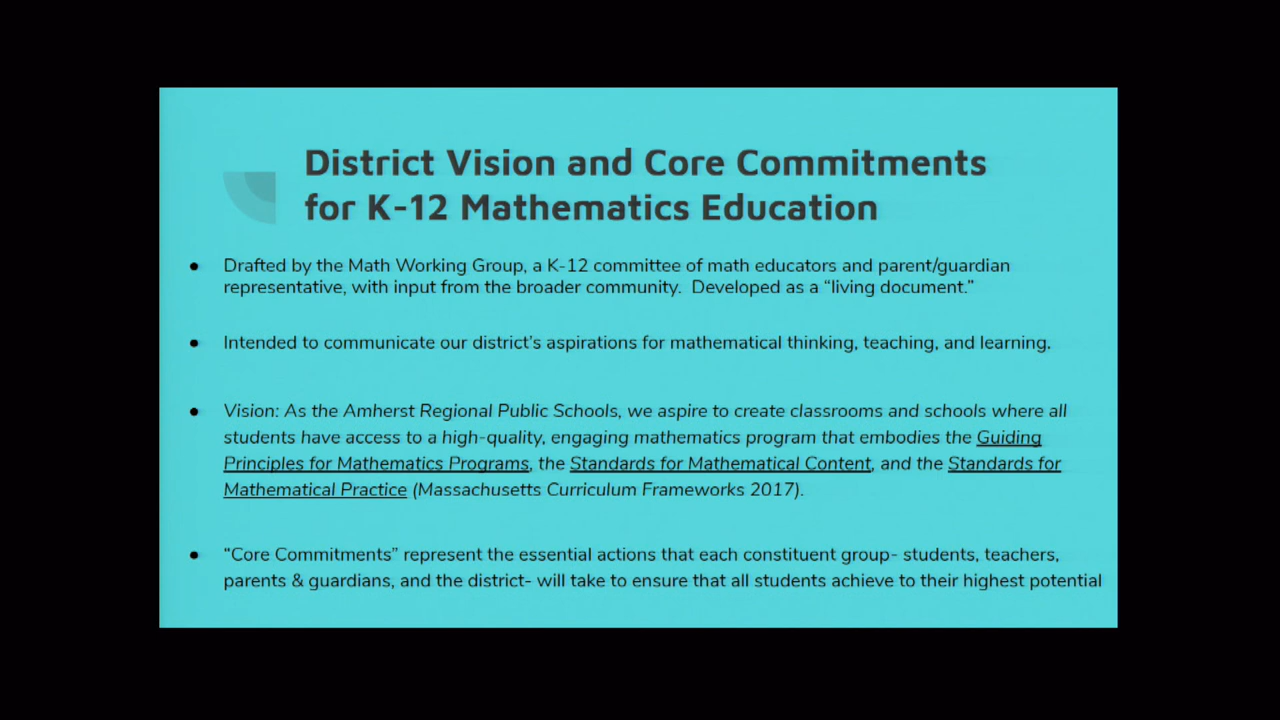 District Vision and Core Commitments
for K-12 Mathematics Education
● Drafted by the Math Working Group, a K-12 committee of math educators and parent/guardian
representative, with input from the broader community.  Developed as a “living document.”
● Intended to communicate our district’s aspirations for mathematical thinking, teaching, and learning.
● Vision: As the Amherst Regional Public Schools, we aspire to create classrooms and schools where all
students have access to a high-quality, engaging mathematics program that embodies the Guiding
Principles for Mathematics Programs, the Standards for Mathematical Content, and the Standards for
Mathematical Practice (Massachusetts Curriculum Frameworks 2017).
● “Core Commitments” represent the essential actions that each constituent group- students, teachers,
parents & guardians, and the district- will take to ensure that all students achieve to their highest potential